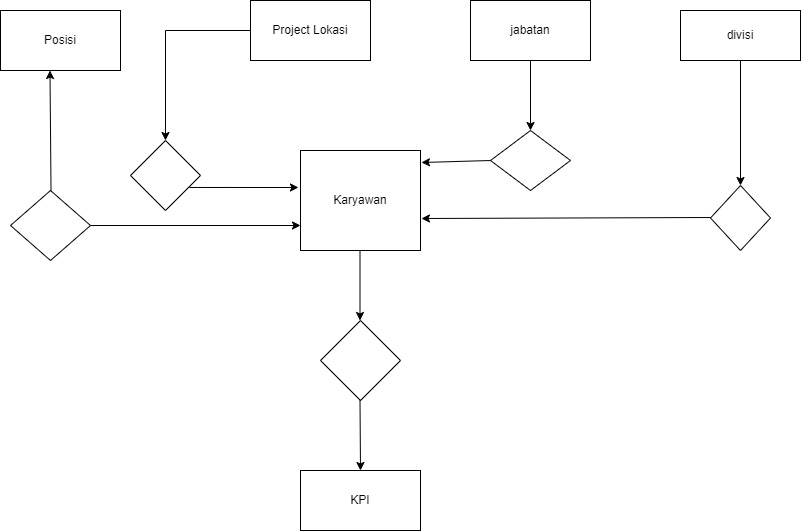 Posisi
Project Lokasi
jabatan
divisi
Karyawan
KPI